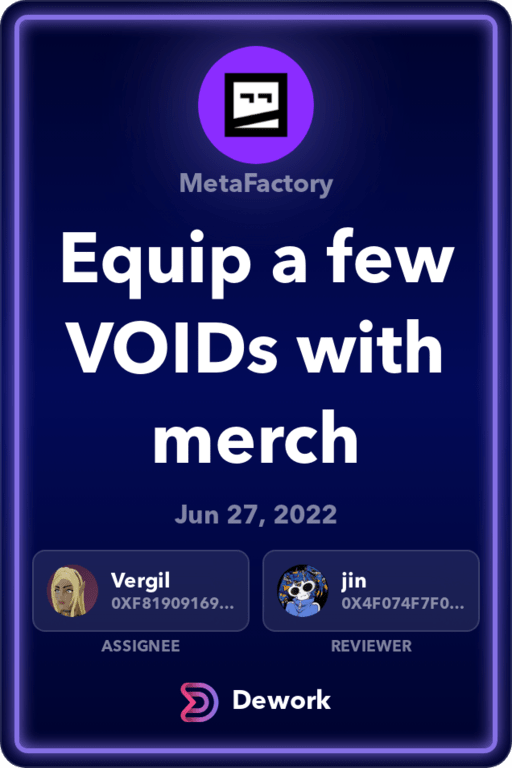 MetaFactory
Equip a few
VOIDs with
merch
Jun 27, 2022
Vergil
0XF81909169...
ASSIGNEE
jin
0X4F074F7F0...
REVIEWER
Dework